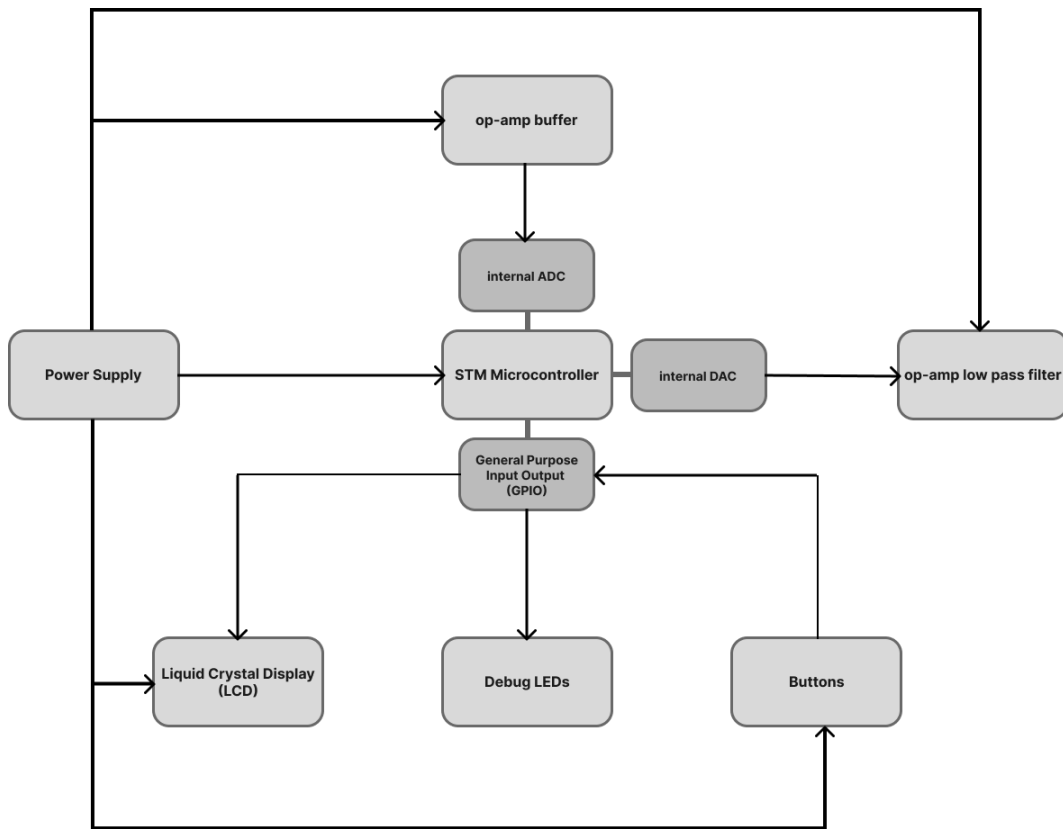 op-amp buffer
internal ADC
Power Supply
STM Microcontroller
internal DAC
op-amp low pass filter
General Purpose
Input Output
(GPIO)
Liquid Crystal Display
(LCD)
Debug LEDs
Buttons